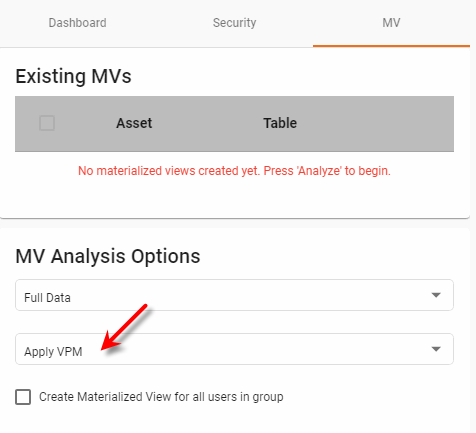 Dashboard Security MV
Existing MVs
Asset Table
No materialized views created yet. Press 'Analyze' to begin.
MV Analysis Options
Full Data
Apply VPM
Create Materialized View for all users in group